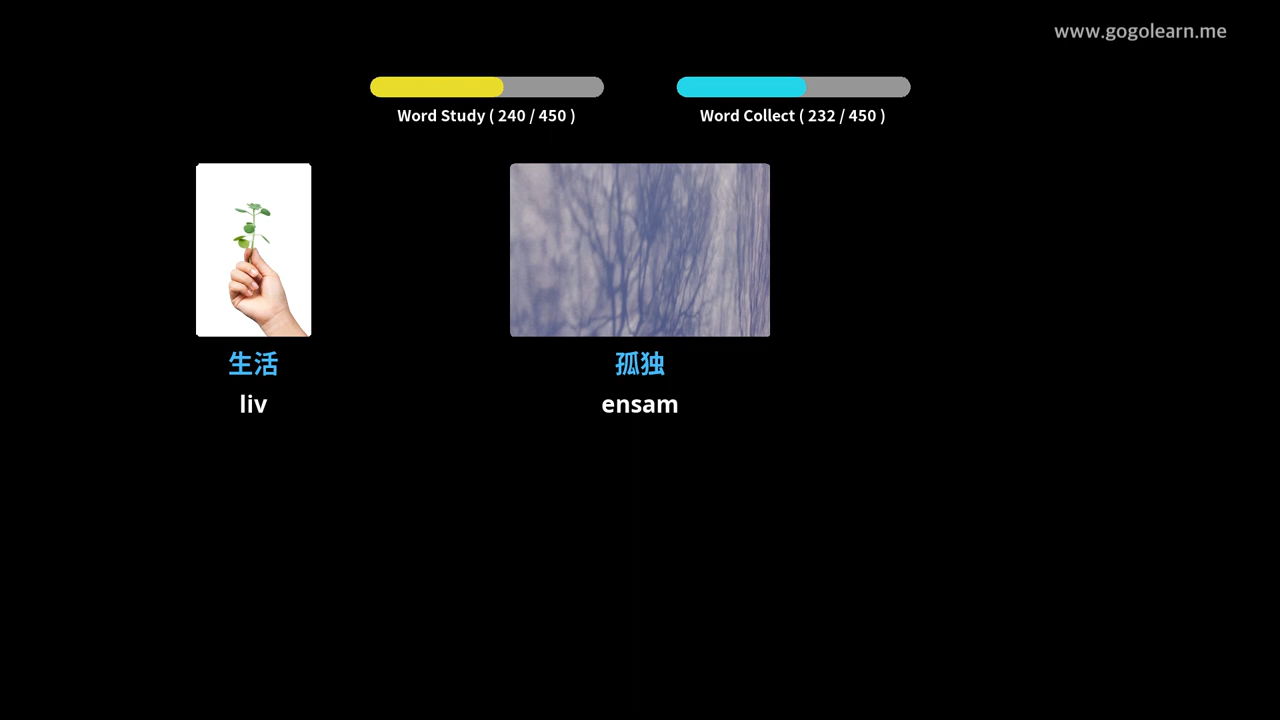 www.gogolearn.me
Word Study ( 240 / 450 )
Word Collect ( 232 / 450 )
生活
liv
孤独
ensam